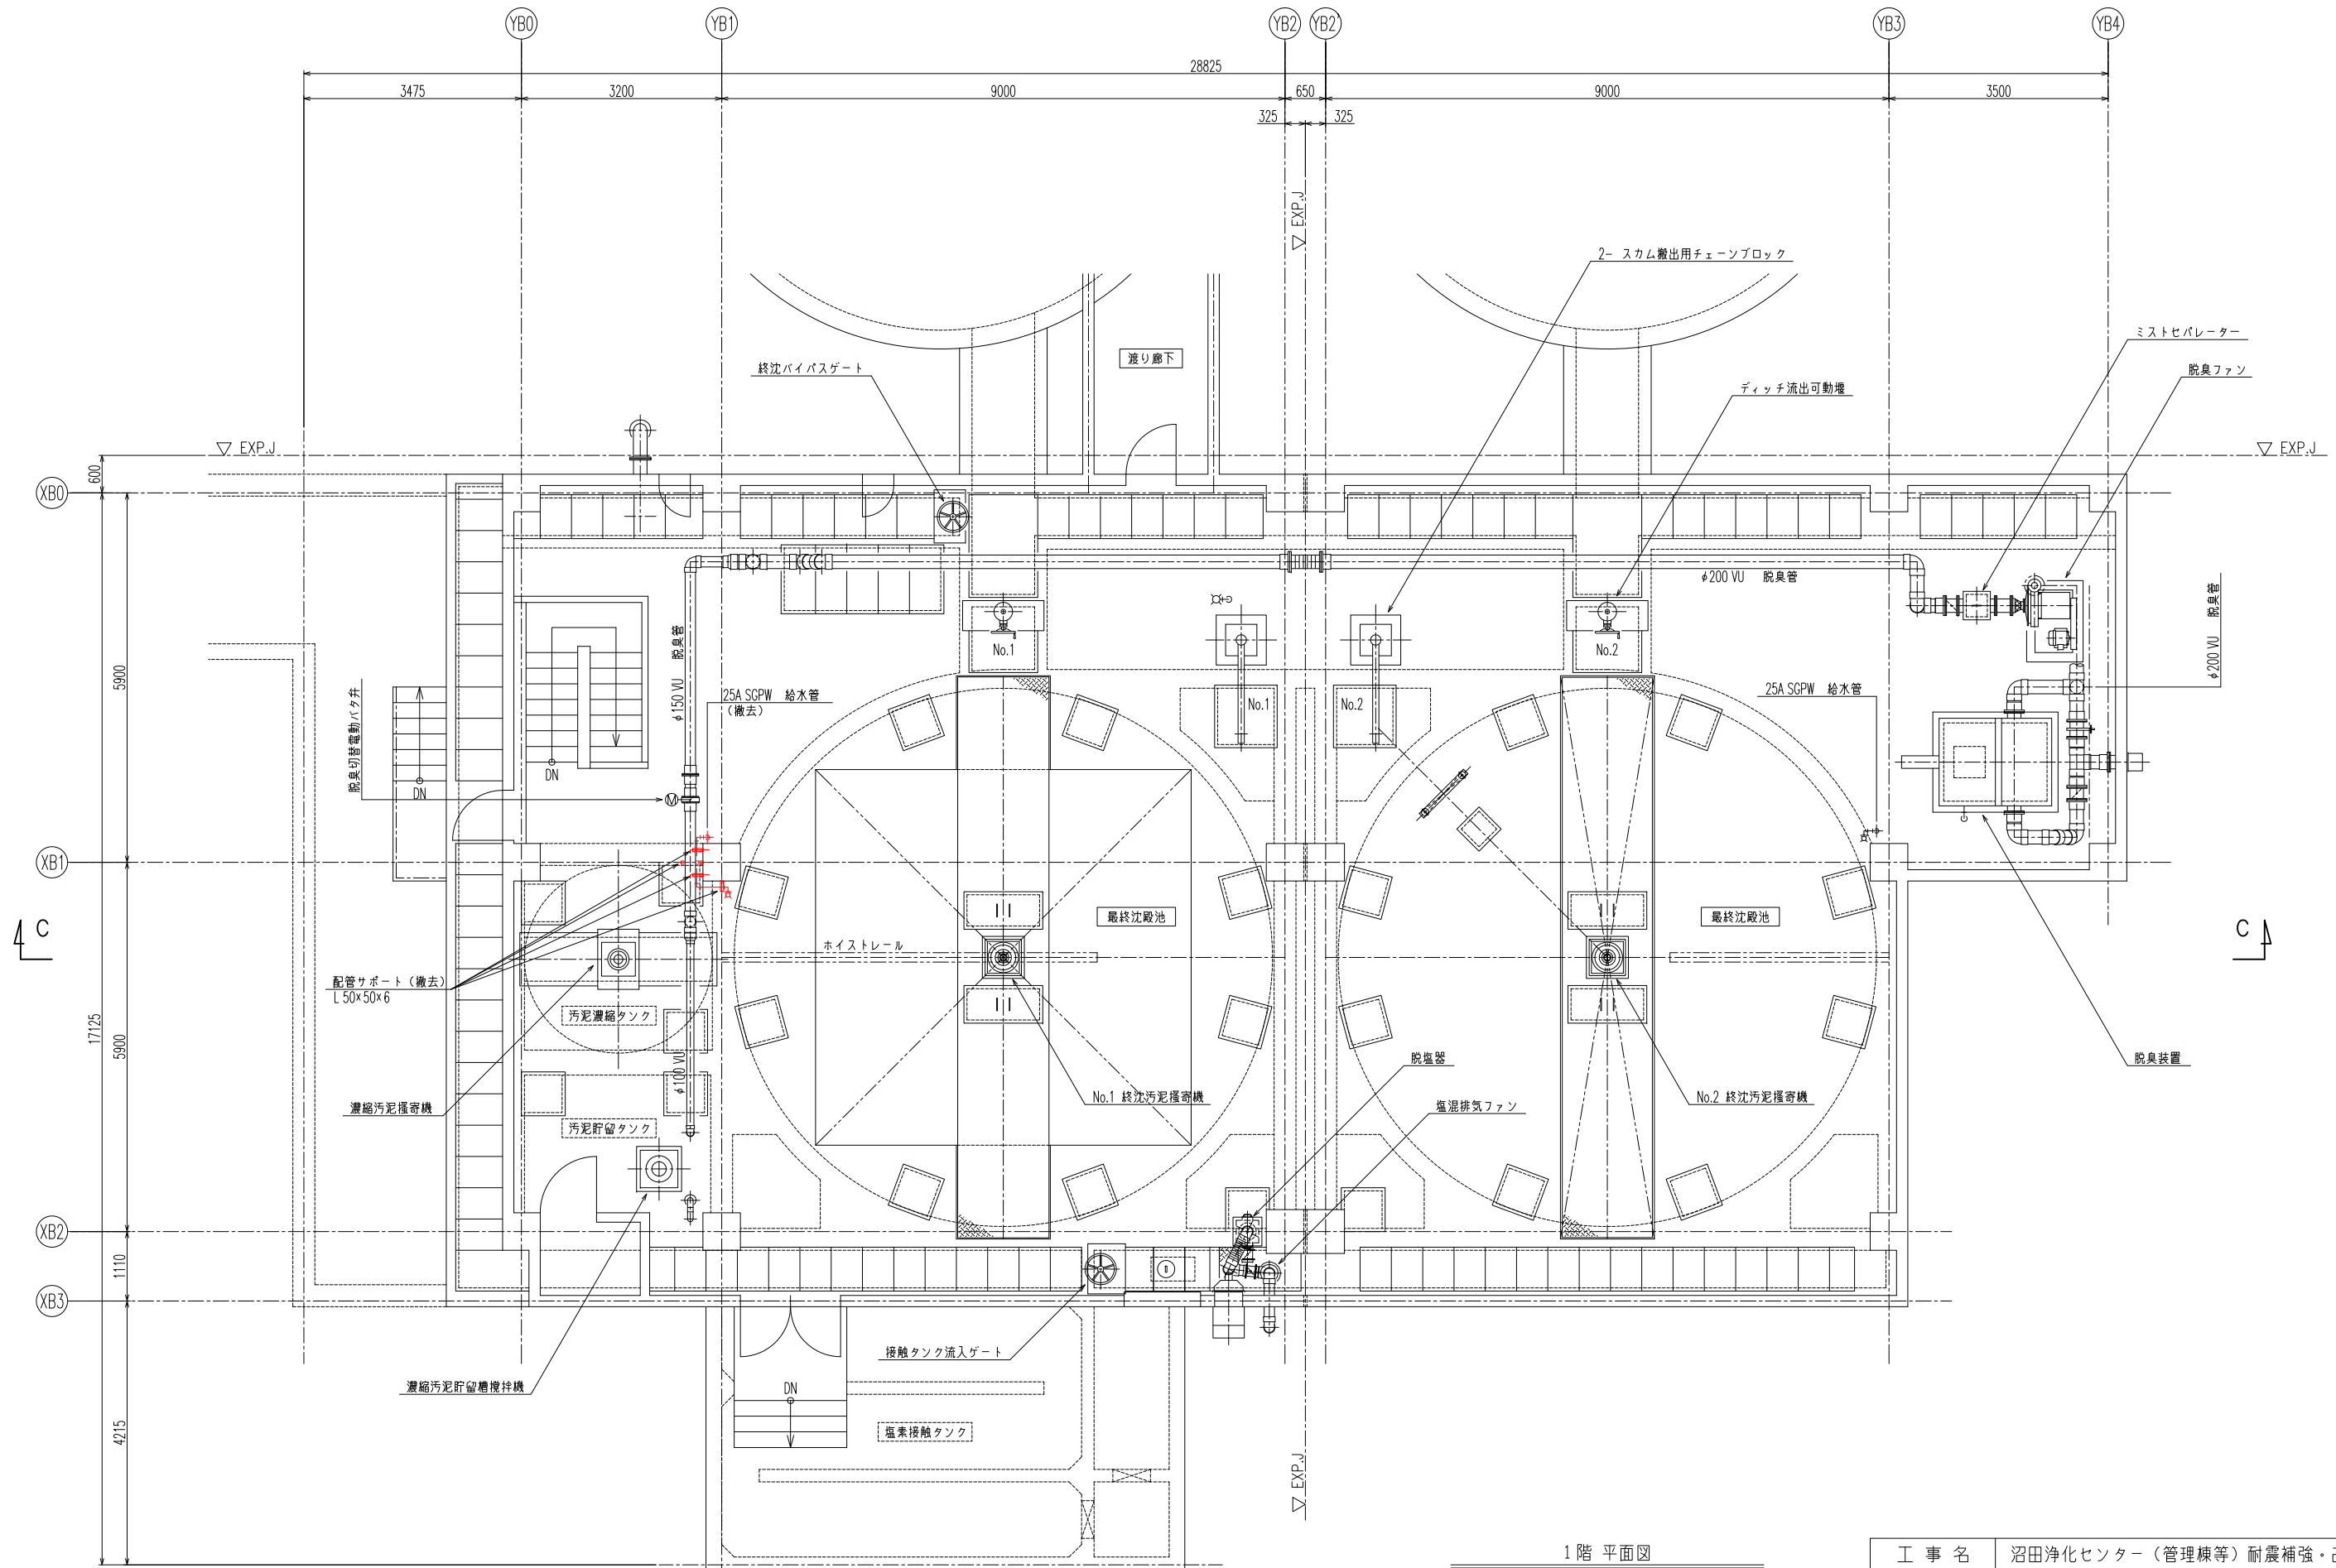 YB0
YB1
YB2
YB2'
YB3
YB4
28825
3475
3200
9000
650
9000
3500
325
325
▽ EXP.J
2- スカム搬出用チェーンブロック
ミストセパレーター
渡り廊下
終沈バイパスゲート
脱臭ファン
ディッチ流出可動堰
▽ EXP.J
▽ EXP.J
600
XB0
φ200 VU 脱臭管
φ200 VU 脱臭管
φ150 VU 脱臭管
No.1
No.2
5900
脱臭切替電動バタ弁
25A SGPW 給水管
(撤去)
25A SGPW 給水管
No.1
No.2
DN
DN
M
XB1
C
C
最終沈殿池
最終沈殿池
ホイストレール
配管サポート(撤去)
L 50×50×6
汚泥濃縮タンク
17125
5900
φ100 VU
脱塩器
脱臭装置
濃縮汚泥掻寄機
No.1 終沈汚泥掻寄機
No.2 終沈汚泥掻寄機
塩混排気ファン
汚泥貯留タンク
XB2
1110
XB3
接触タンク流入ゲート
濃縮汚泥貯留槽撹拌機
DN
4215
塩素接触タンク
▽ EXP.J
1階 平面図
工 事 名
沼田浄化センター(管理棟等)耐震補強・